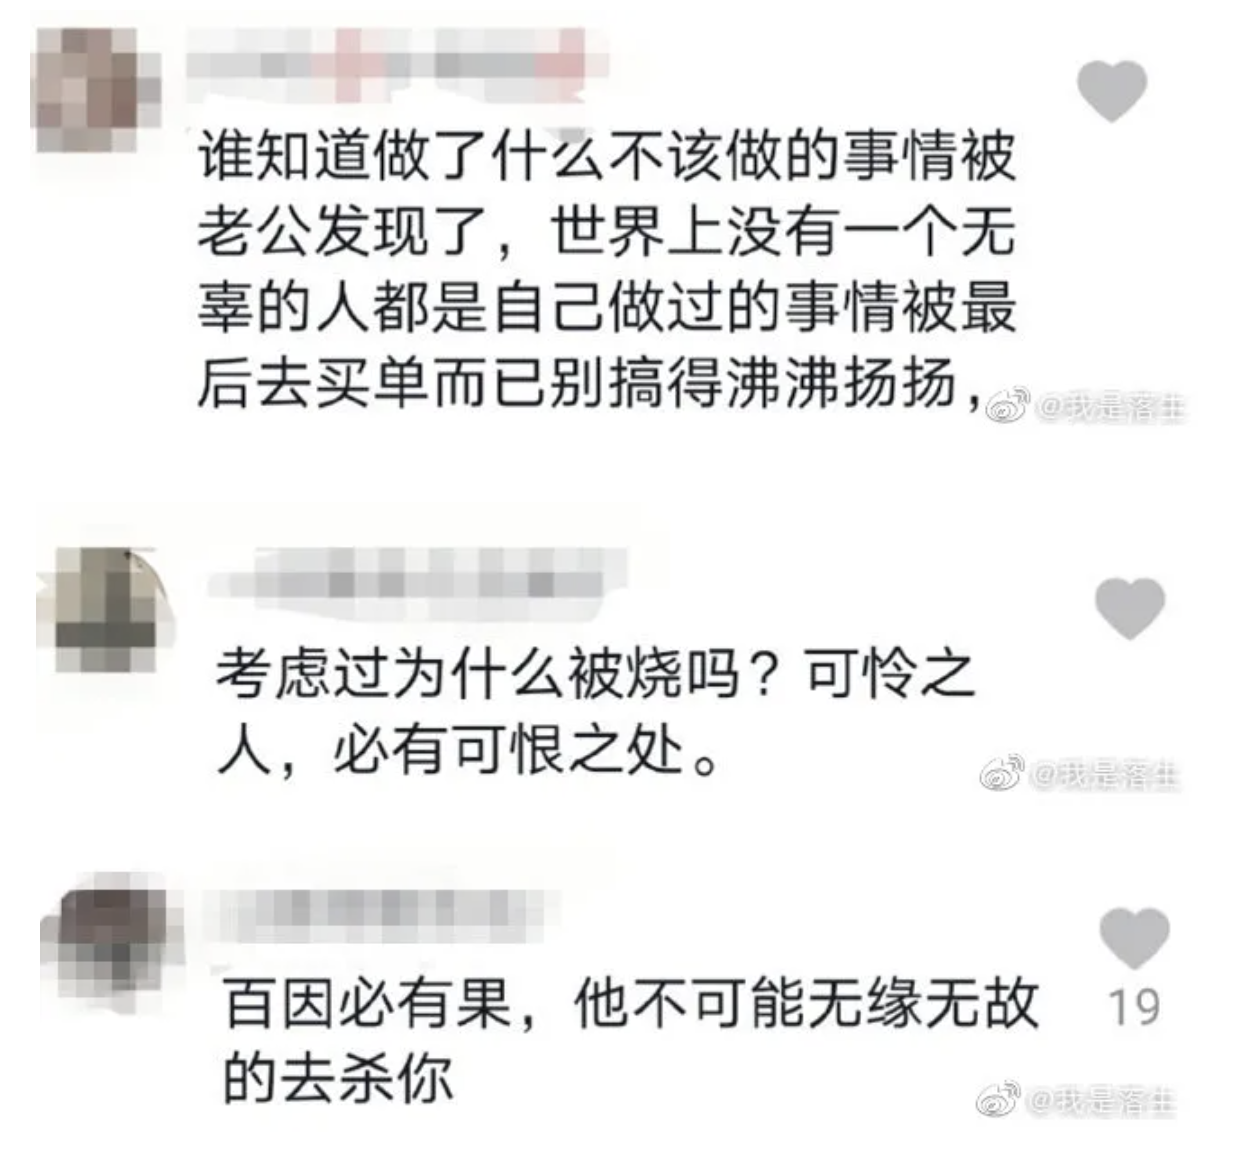 谁知道做了什么不该做的事情被
老公发现了，世界上没有一个无
辜的人都是自己做过的事情被最
后去买单而已别搞得沸沸扬扬，
@我是落生
考虑过为什么被烧吗？可怜之
人，必有可恨之处。
@我是落生
百因必有果，他不可能无缘无故
19
的去杀你
@我是落生